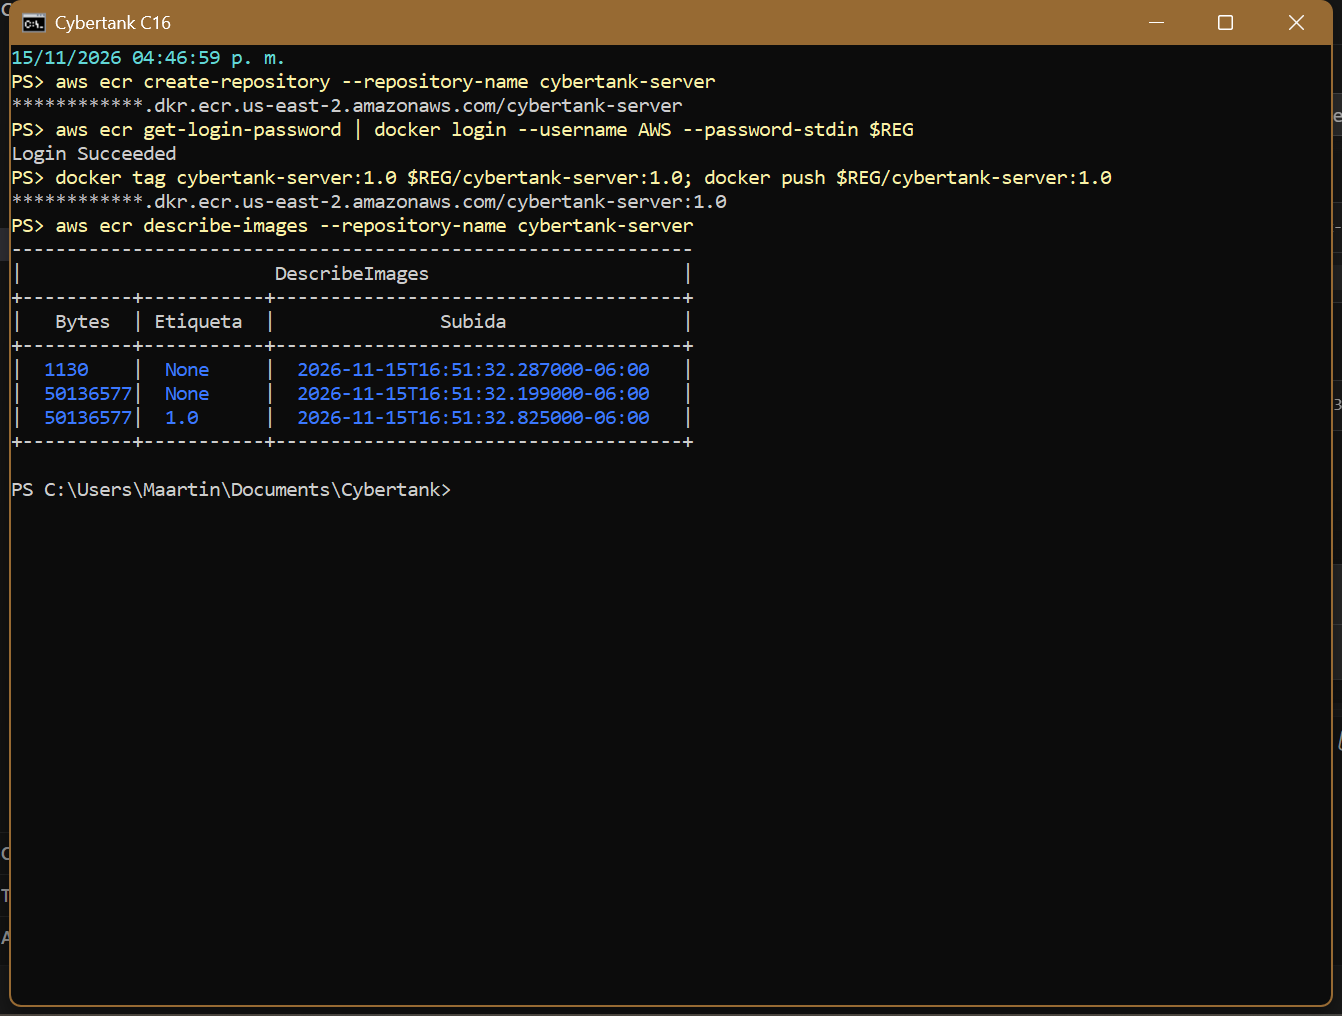 Cybertank C16
15/11/2026 04:46:59 p. m.
PS> aws ecr create-repository --repository-name cybertank-server
************.dkr.ecr.us-east-2.amazonaws.com/cybertank-server
PS> aws ecr get-login-password | docker login --username AWS --password-stdin $REG
Login Succeeded
PS> docker tag cybertank-server:1.0 $REG/cybertank-server:1.0; docker push $REG/cybertank-server:1.0
************.dkr.ecr.us-east-2.amazonaws.com/cybertank-server:1.0
PS> aws ecr describe-images --repository-name cybertank-server
--------------------------------------------------------------
|                       DescribeImages                       |
+----------+-----------+-------------------------------------+
|   Bytes  | Etiqueta  |               Subida                |
+----------+-----------+-------------------------------------+
|  1130    |  None     |  2026-11-15T16:51:32.287000-06:00   |
|  50136577|  None     |  2026-11-15T16:51:32.199000-06:00   |
|  50136577|  1.0      |  2026-11-15T16:51:32.825000-06:00   |
+----------+-----------+-------------------------------------+
PS C:\Users\Maartin\Documents\Cybertank>